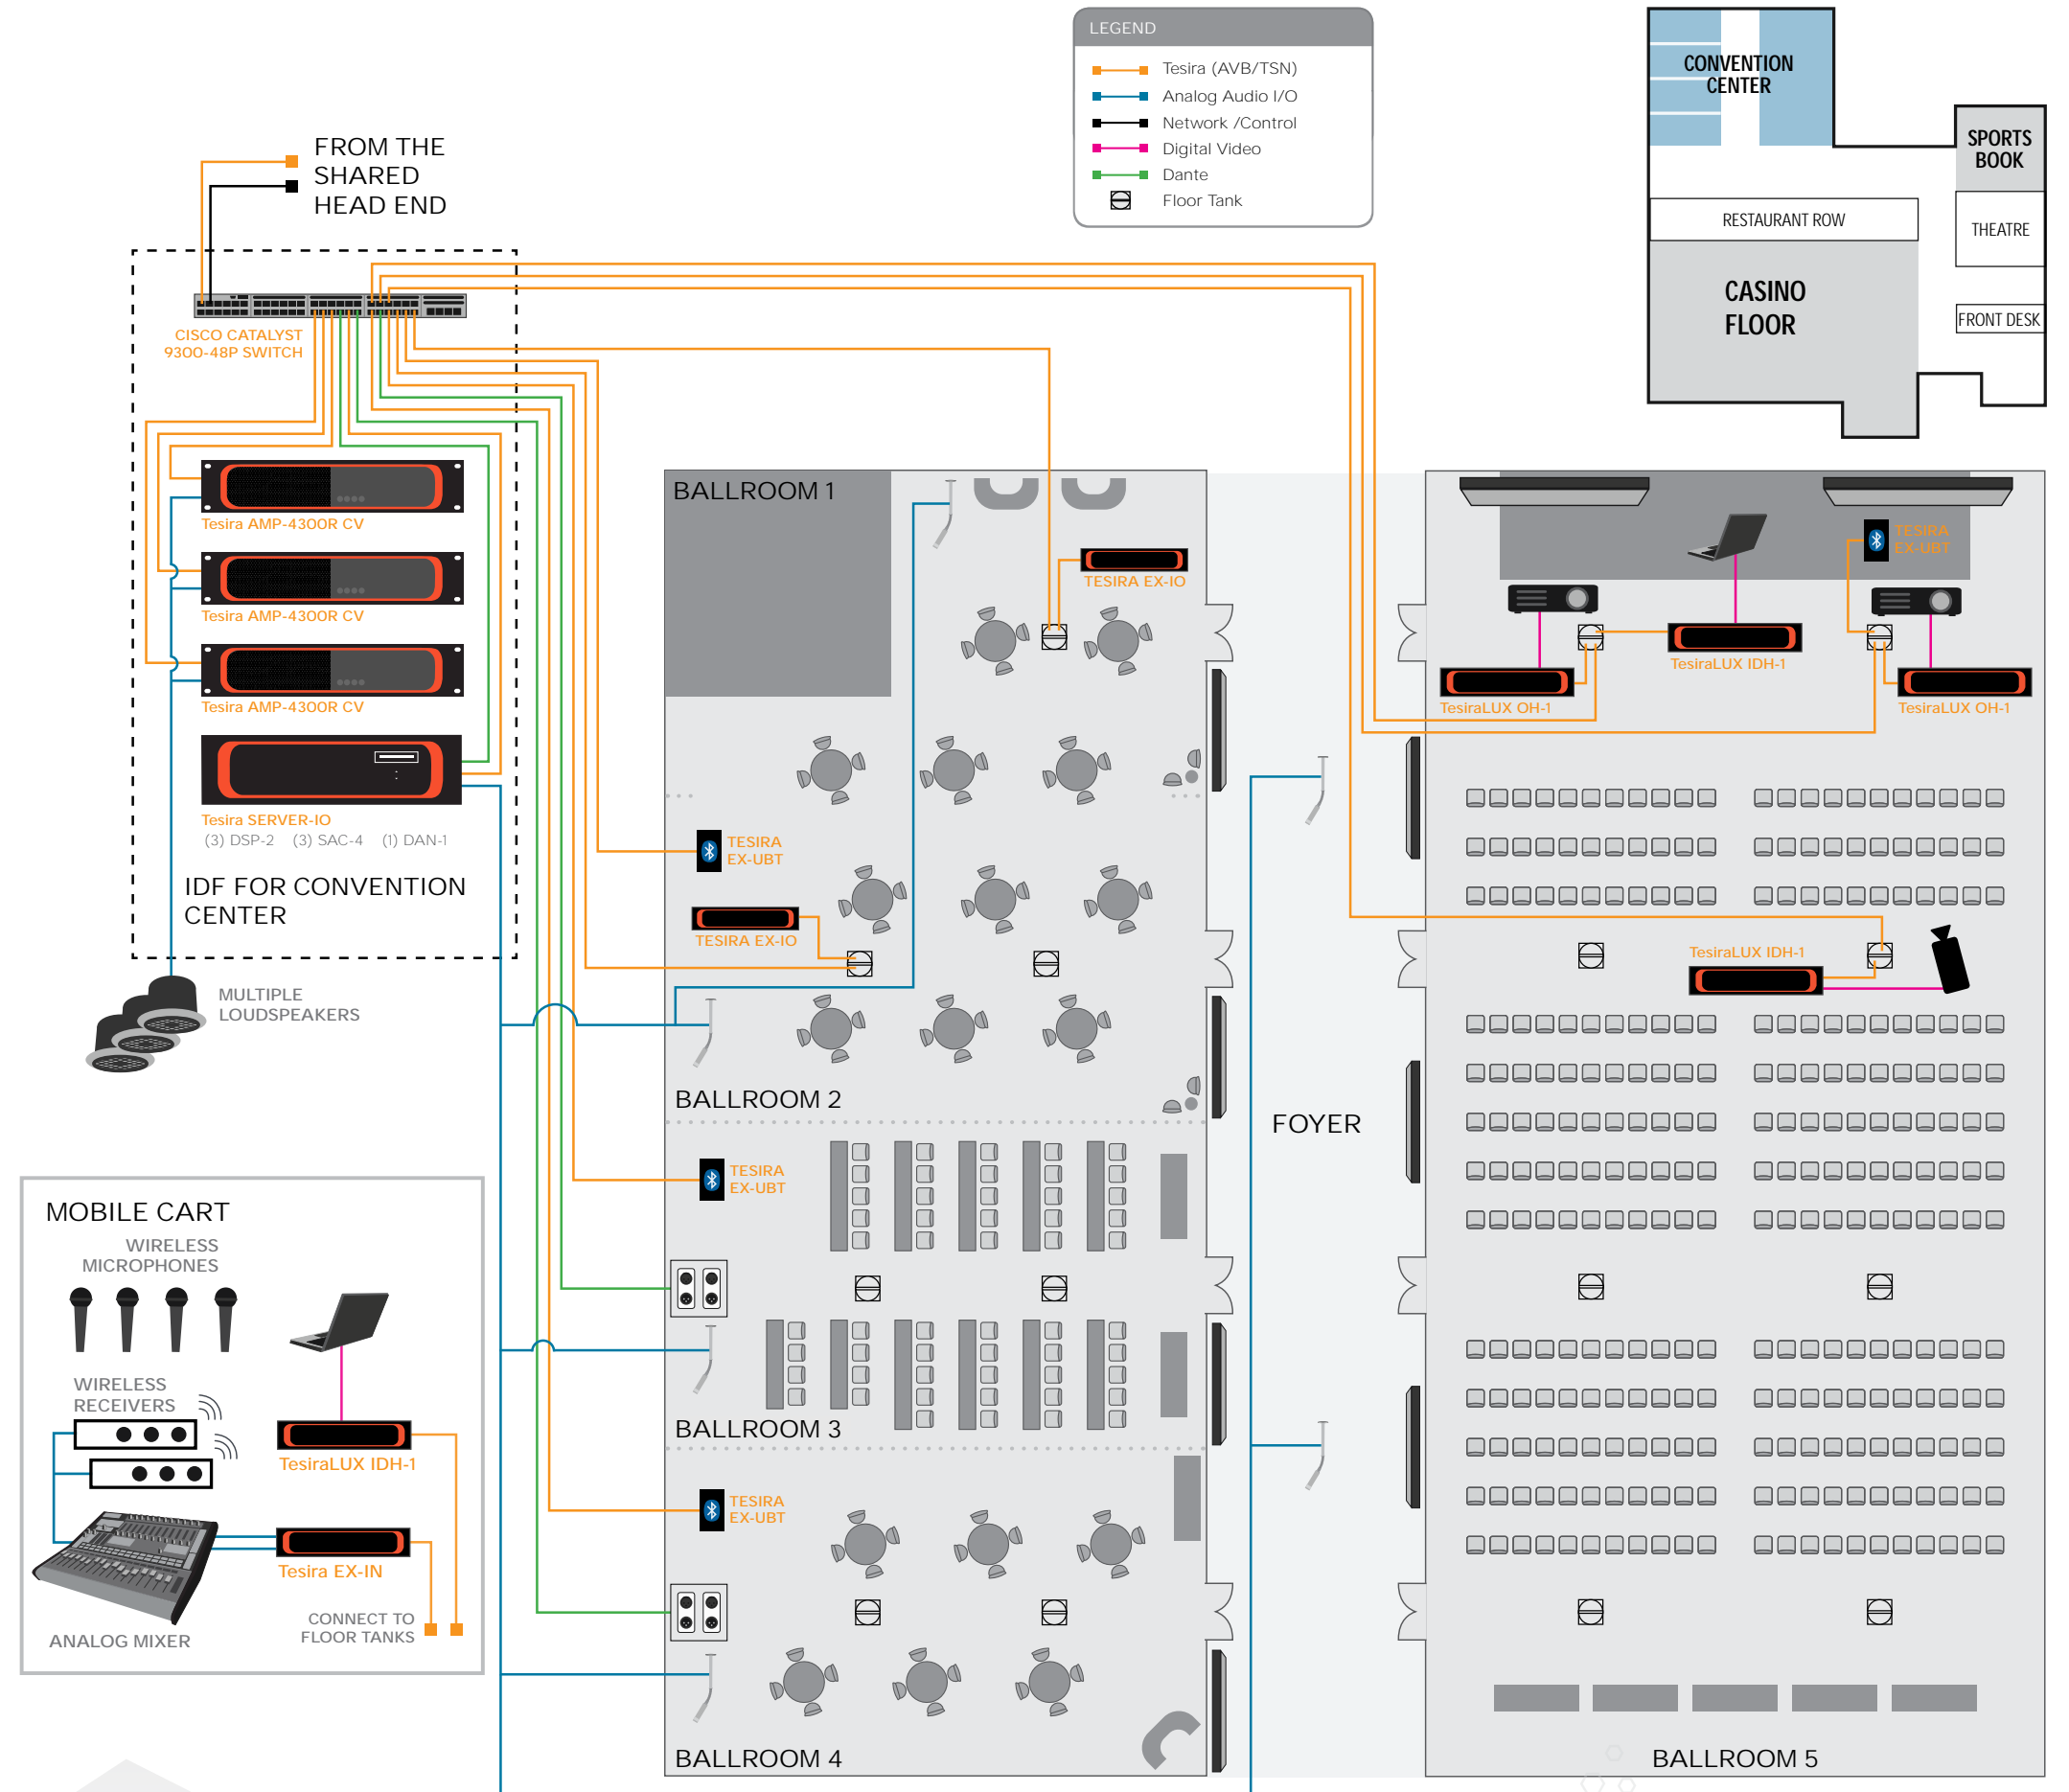 LEGEND
Tesira (AVB/TSN)
Analog Audio I/O
Network /Control
Digital Video
Dante
Floor Tank
CONVENTION
CENTER
SPORTS
BOOK
RESTAURANT ROW
THEATRE
CASINO
FLOOR
FRONT DESK
FROM THE
SHARED
HEAD END
CISCO CATALYST
9300-48P SWITCH
Tesira AMP-4300R CV
Tesira AMP-4300R CV
Tesira AMP-4300R CV
Tesira SERVER-IO
(3) DSP-2 (3) SAC-4 (1) DAN-1
IDF FOR CONVENTION
CENTER
MULTIPLE
LOUDSPEAKERS
MOBILE CART
WIRELESS
MICROPHONES
WIRELESS
RECEIVERS
TesiraLUX IDH-1
Tesira EX-IN
ANALOG MIXER
CONNECT TO
FLOOR TANKS
BALLROOM 1
TESIRA EX-IO
TESIRA
EX-UBT
TESIRA EX-IO
BALLROOM 2
TESIRA
EX-UBT
BALLROOM 3
TESIRA
EX-UBT
BALLROOM 4
FOYER
TESIRA
EX-UBT
TesiraLUX IDH-1
TesiraLUX OH-1
TesiraLUX OH-1
TesiraLUX IDH-1
BALLROOM 5